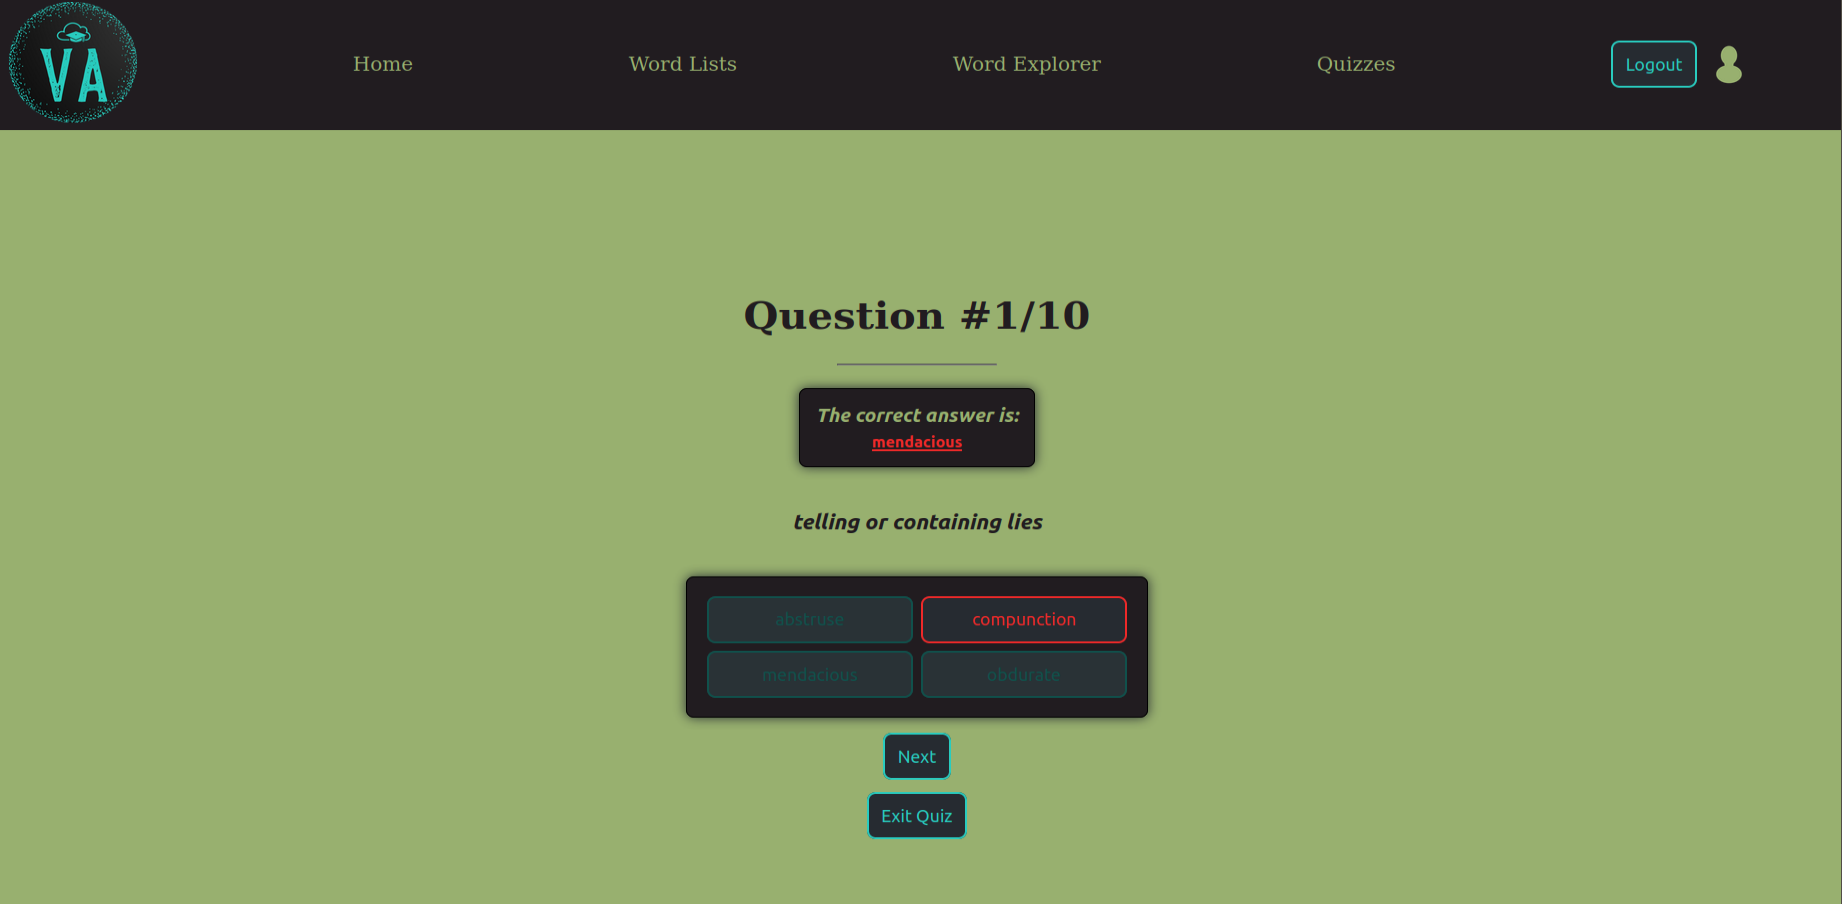 VA
Home
Word Lists
Word Explorer
Quizzes
Logout
Question #1/10
The correct answer is:
mendacious
telling or containing lies
abstruse
compunction
mendacious
obdurate
Next
Exit Quiz